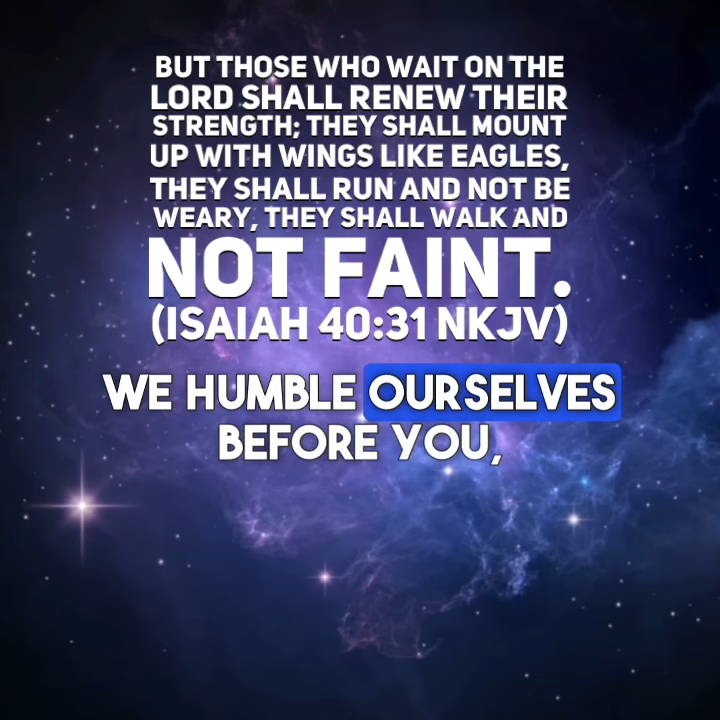 BUT THOSE WHO WAIT ON THE
LORD SHALL RENEW THEIR
STRENGTH; THEY SHALL MOUNT
UP WITH WINGS LIKE EAGLES,
THEY SHALL RUN AND NOT BE
WEARY, THEY SHALL WALK AND
NOT FAINT.
(ISAIAH 40:31 NKJV)
WE HUMBLE OURSELVES
BEFORE YOU,